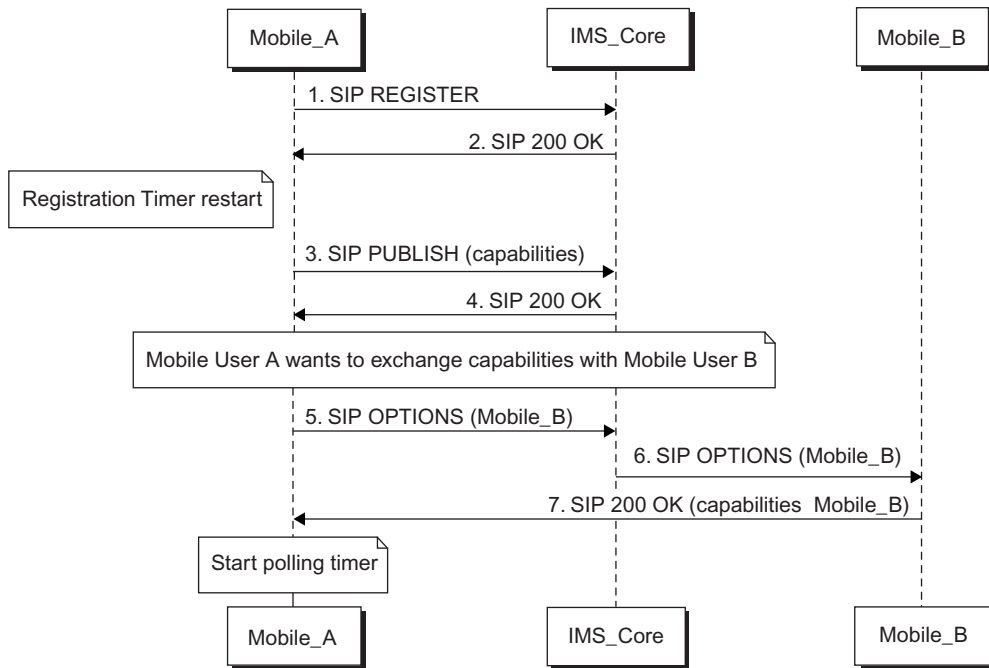 Mobile_A
IMS_Core
Mobile_B
1. SIP REGISTER
2. SIP 200 OK
Registration Timer restart
3. SIP PUBLISH (capabilities)
4. SIP 200 OK
Mobile User A wants to exchange capabilities with Mobile User B
5. SIP OPTIONS (Mobile_B)
6. SIP OPTIONS (Mobile_B)
7. SIP 200 OK (capabilities Mobile_B)
Start polling timer
Mobile_A
IMS_Core
Mobile_B